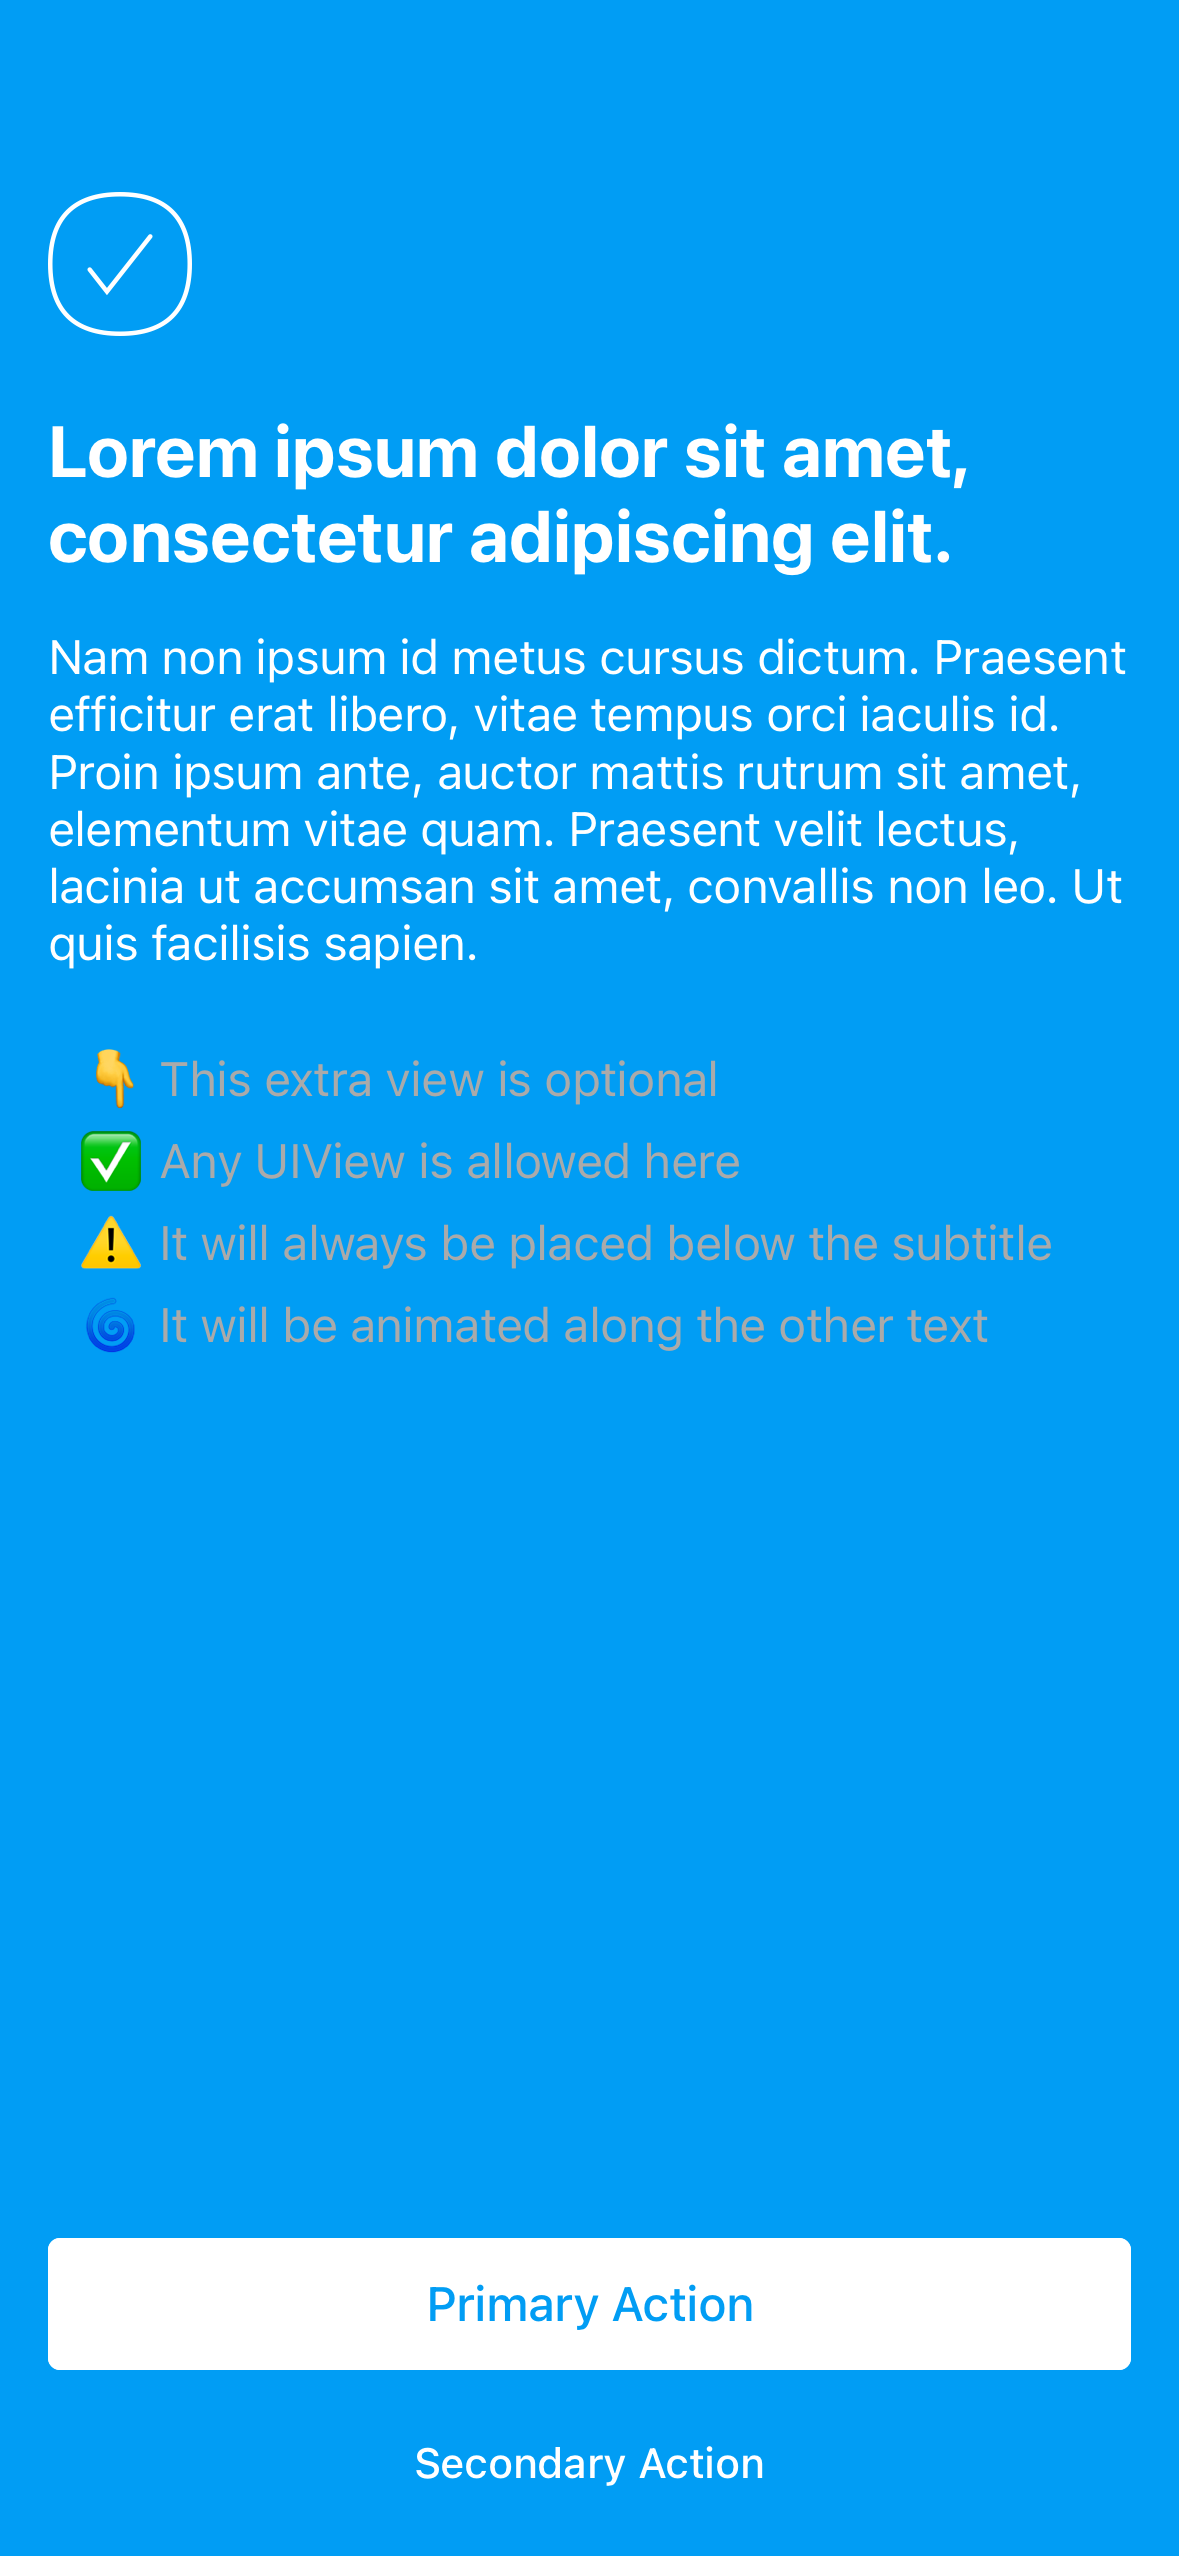 Lorem ipsum dolor sit amet,
consectetur adipiscing elit.
Nam non ipsum id metus cursus dictum. Praesent
efficitur erat libero, vitae tempus orci iaculis id.
Proin ipsum ante, auctor mattis rutrum sit amet,
elementum vitae quam. Praesent velit lectus,
lacinia ut accumsan sit amet, convallis non leo. Ut
quis facilisis sapien.
👇 This extra view is optional
✅ Any UIView is allowed here
⚠️ It will always be placed below the subtitle
🌀 It will be animated along the other text
Primary Action
Secondary Action